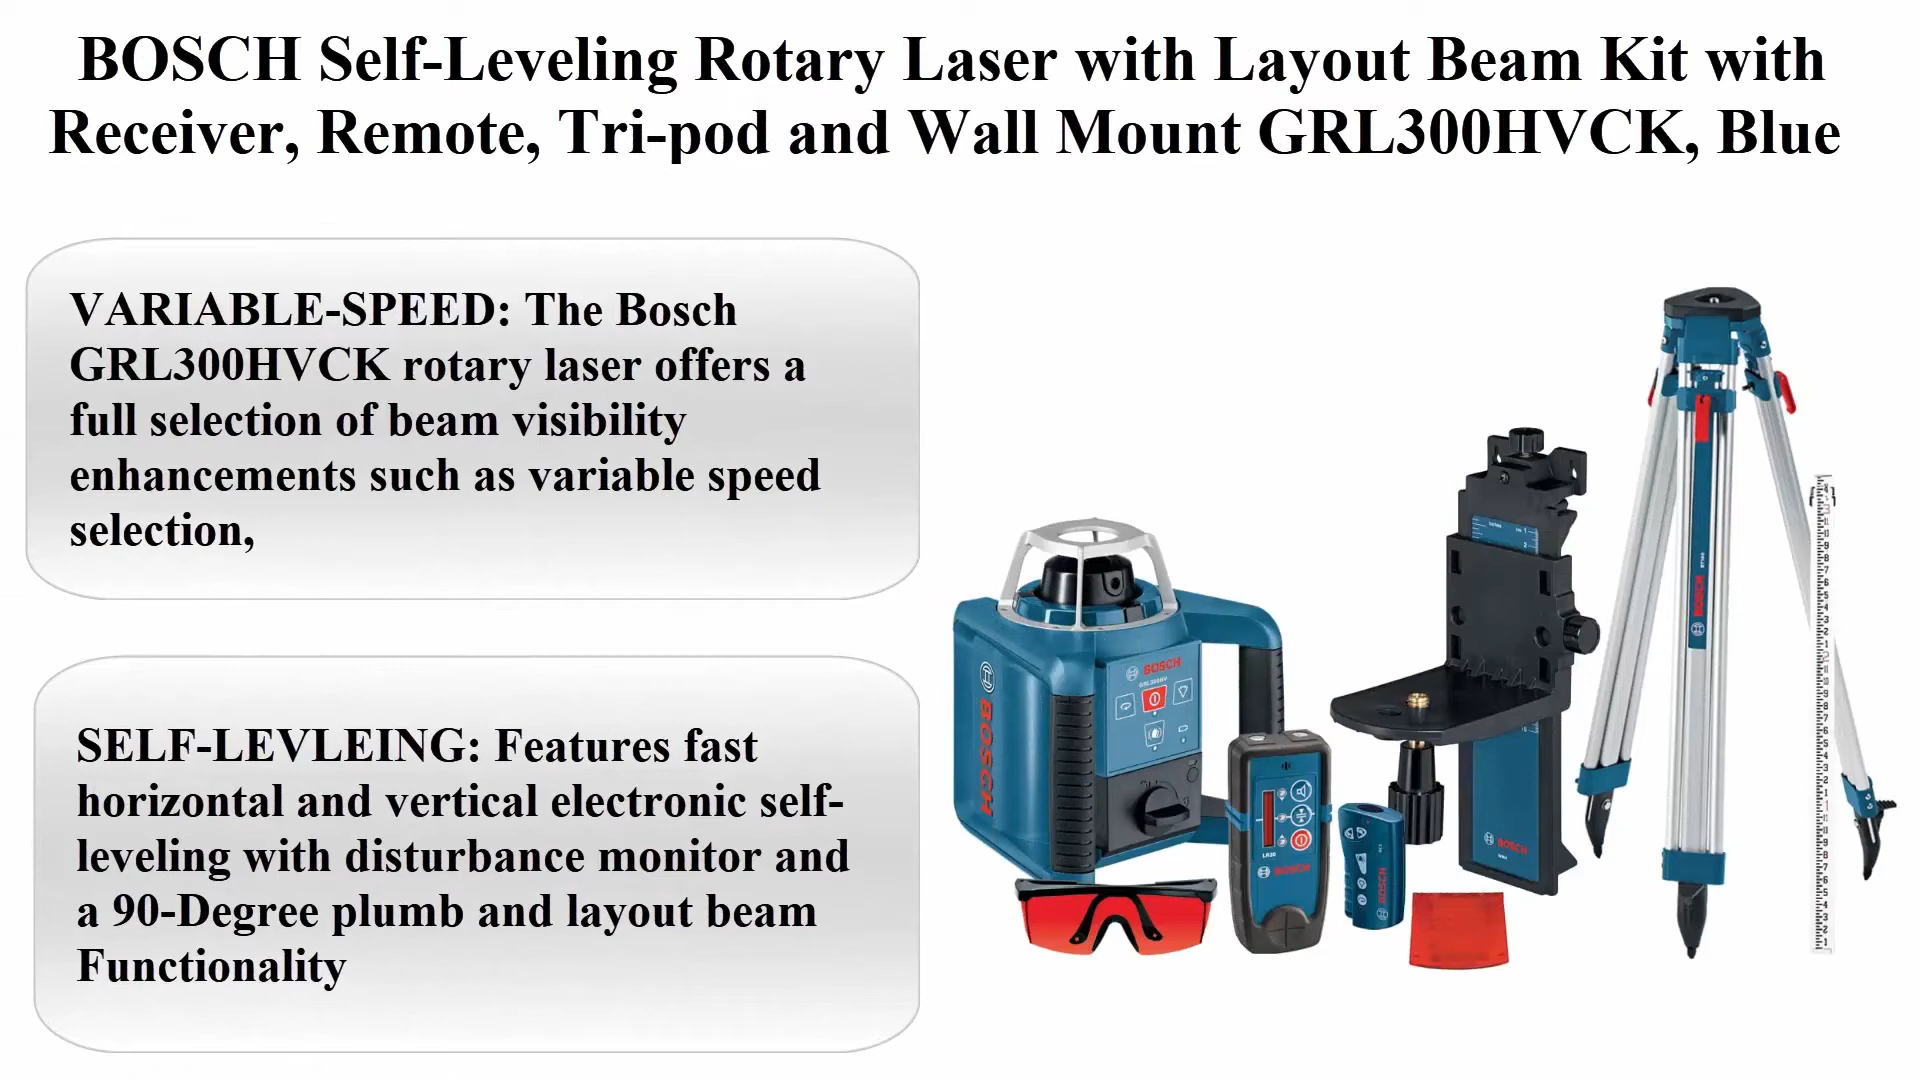 BOSCH Self-Leveling Rotary Laser with Layout Beam Kit with
Receiver, Remote, Tri-pod and Wall Mount GRL300HVCK, Blue
VARIABLE-SPEED: The Bosch
GRL300HVCK rotary laser offers a
full selection of beam visibility
enhancements such as variable speed
selection,
SELF-LEVLEING: Features fast
horizontal and vertical electronic self-
leveling with disturbance monitor and
a 90-Degree plumb and layout beam
Functionality
BOSCH
BOSCH
LR30
BOSCH
BOSCH
BOSCH
BOSCH